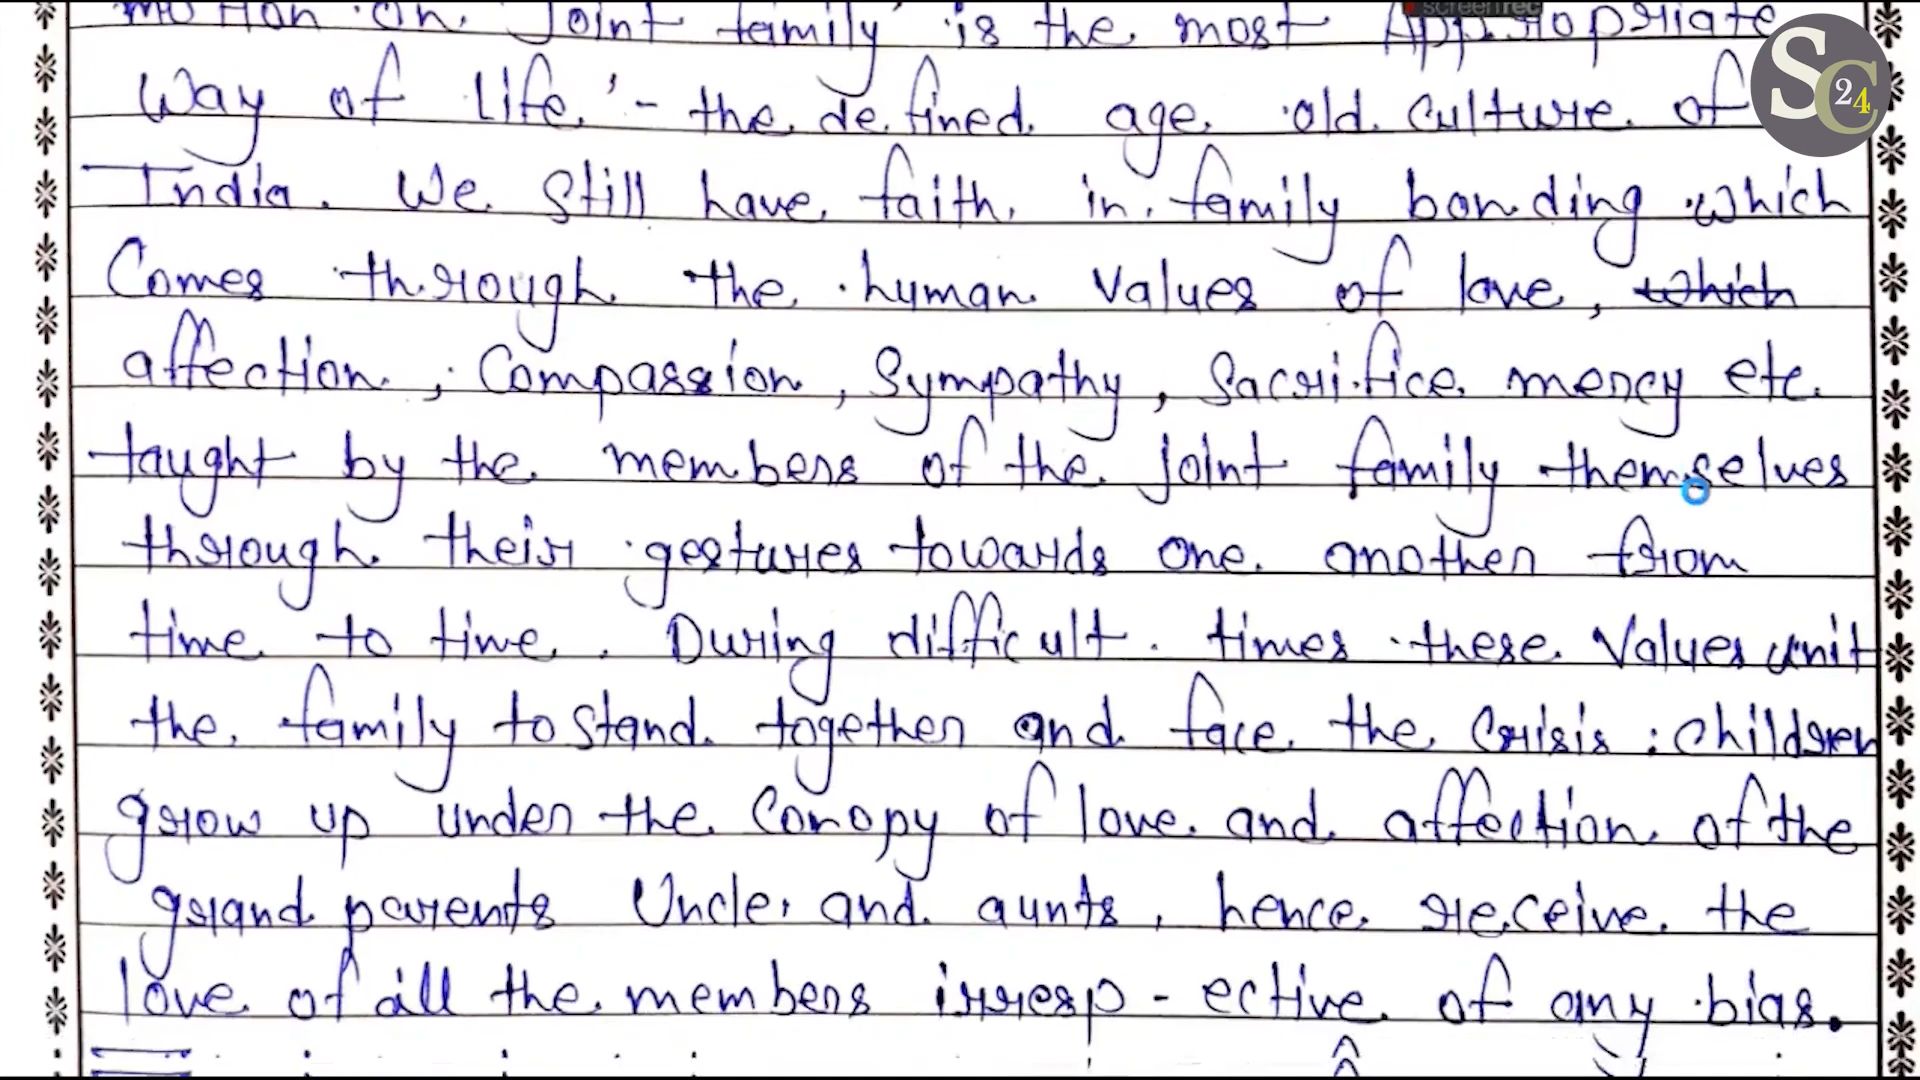 motion on. Joint family' is the most Appropriate
Way of Life.' - the defined age old culture of
India. We still have faith in family bonding which
Comes through the human Values of love, which
affection, Compassion, Sympathy, Sacrifice mercy etc.
taught by the members of the joint family themselves
through their gestures towards one another from
time to time. During difficult times these Values unit
the family to stand together and face the Crisis. children
grow up under the Conopy of love and affection of the
grand parents Uncle and aunts, hence receive the
love of all the members irresp - ective of any bias.
SC 24
screenrec